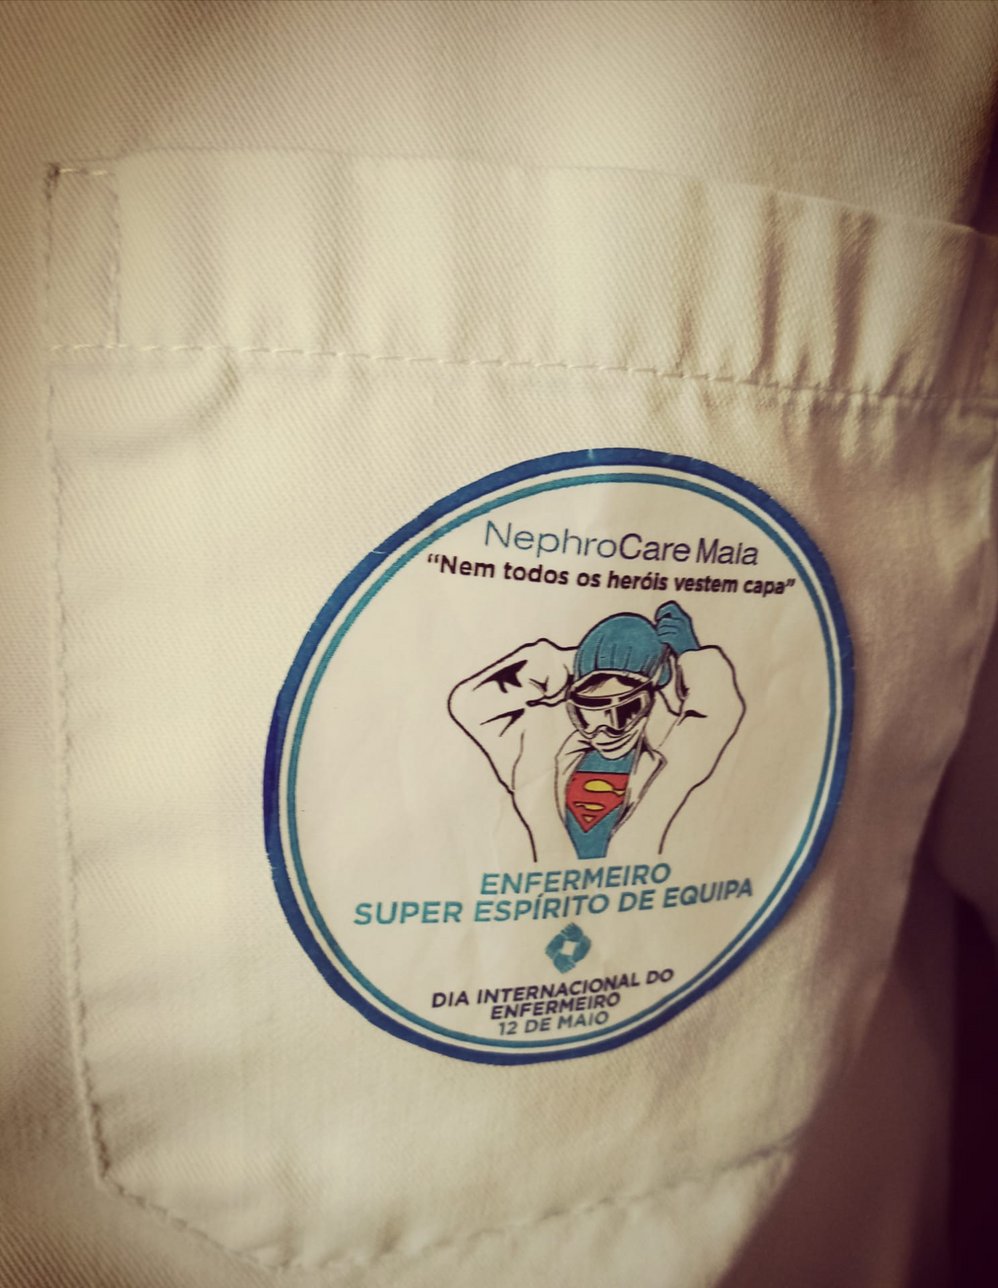 NephroCare Maia
“Nem todos os heróis vestem capa”
ENFERMEIRO
SUPER ESPÍRITO DE EQUIPA
DIA INTERNACIONAL DO
ENFERMEIRO
12 DE MAIO